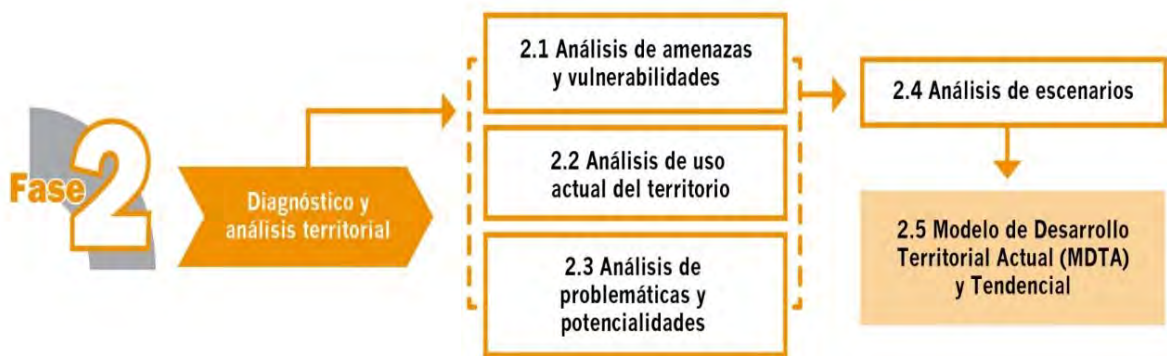 Fase 2
Diagnóstico y
análisis territorial
2.1 Análisis de amenazas
y vulnerabilidades
2.2 Análisis de uso
actual del territorio
2.3 Análisis de
problemáticas y
potencialidades
2.4 Análisis de escenarios
2.5 Modelo de Desarrollo
Territorial Actual (MDTA)
y Tendencial